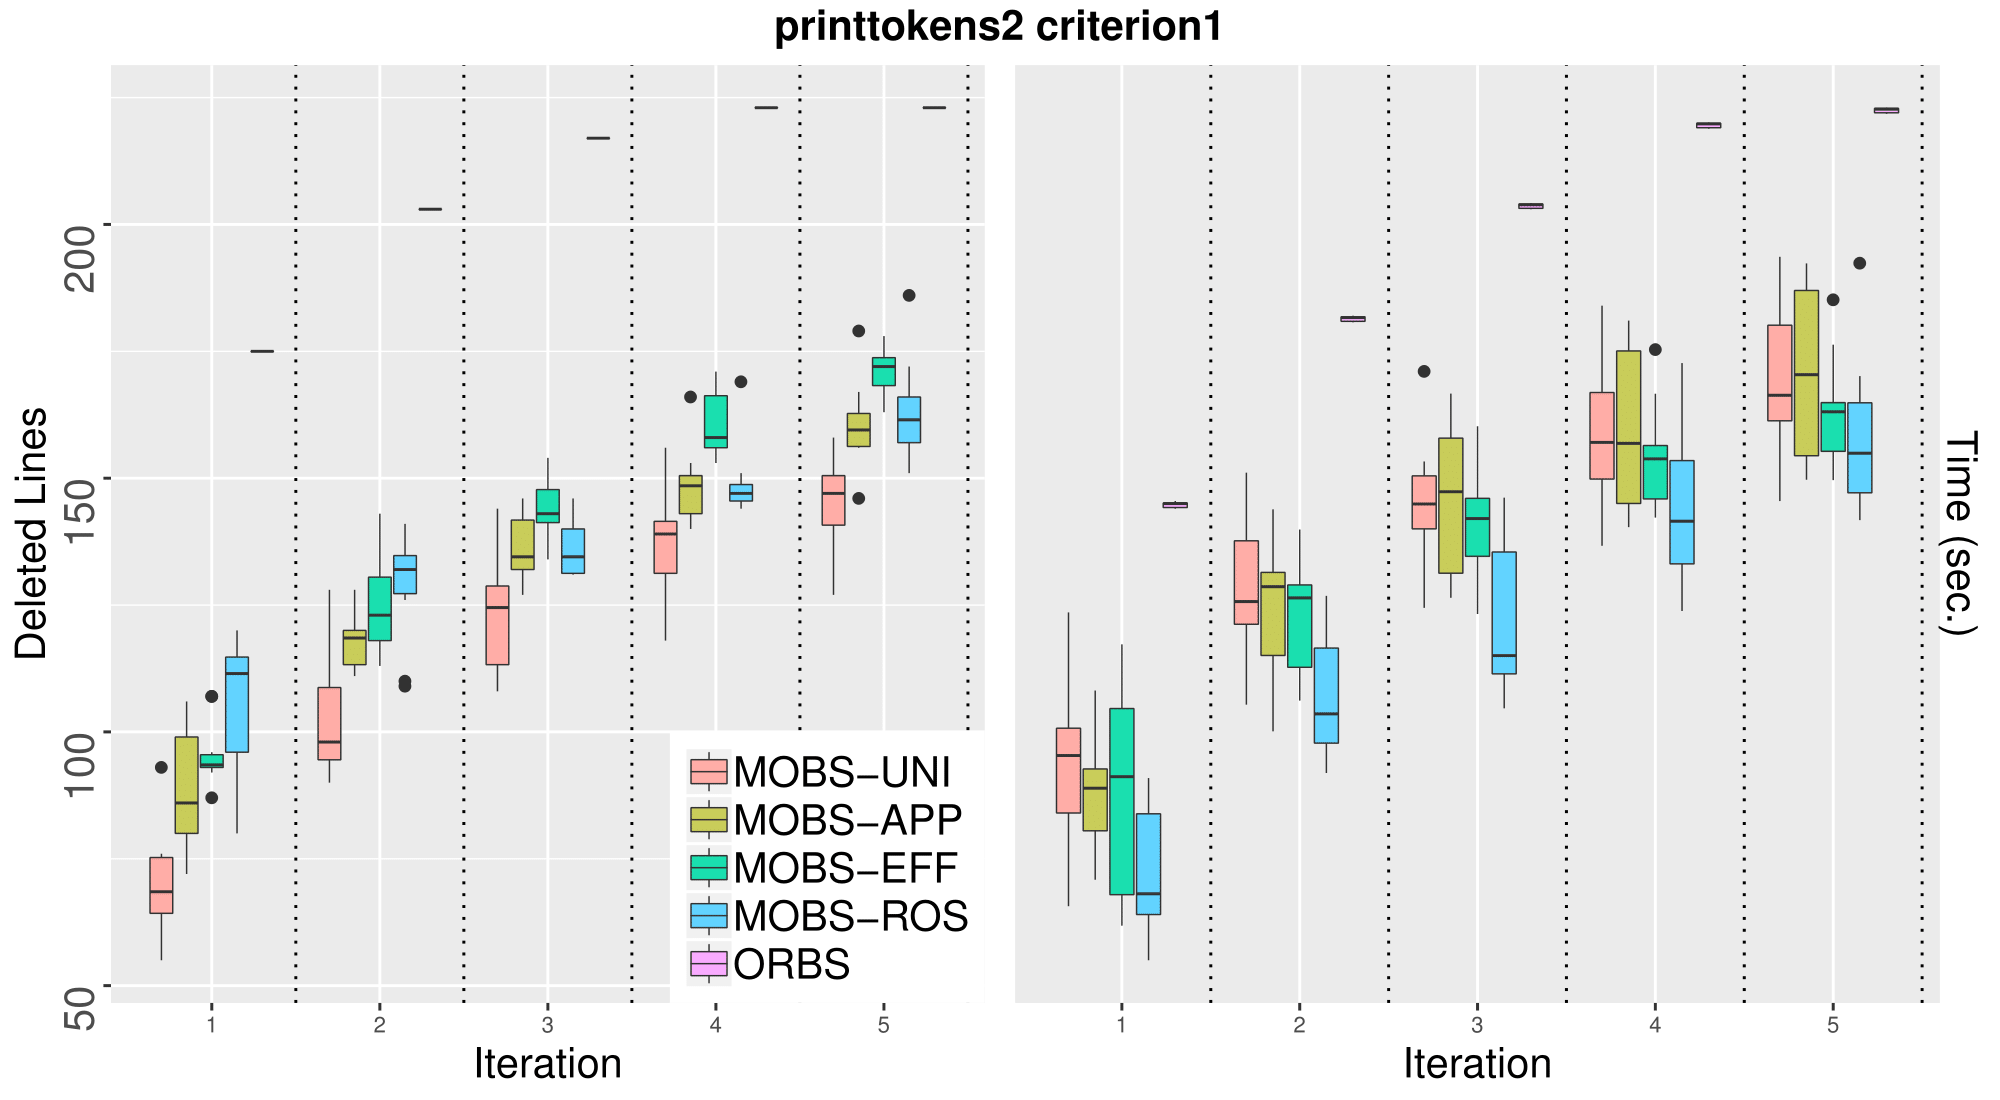 printtokens2 criterion1
Deleted Lines
200
150
100
50
1 2 3 4 5
Iteration
MOBS−UNI
MOBS−APP
MOBS−EFF
MOBS−ROS
ORBS
1 2 3 4 5
Iteration
Time (sec.)